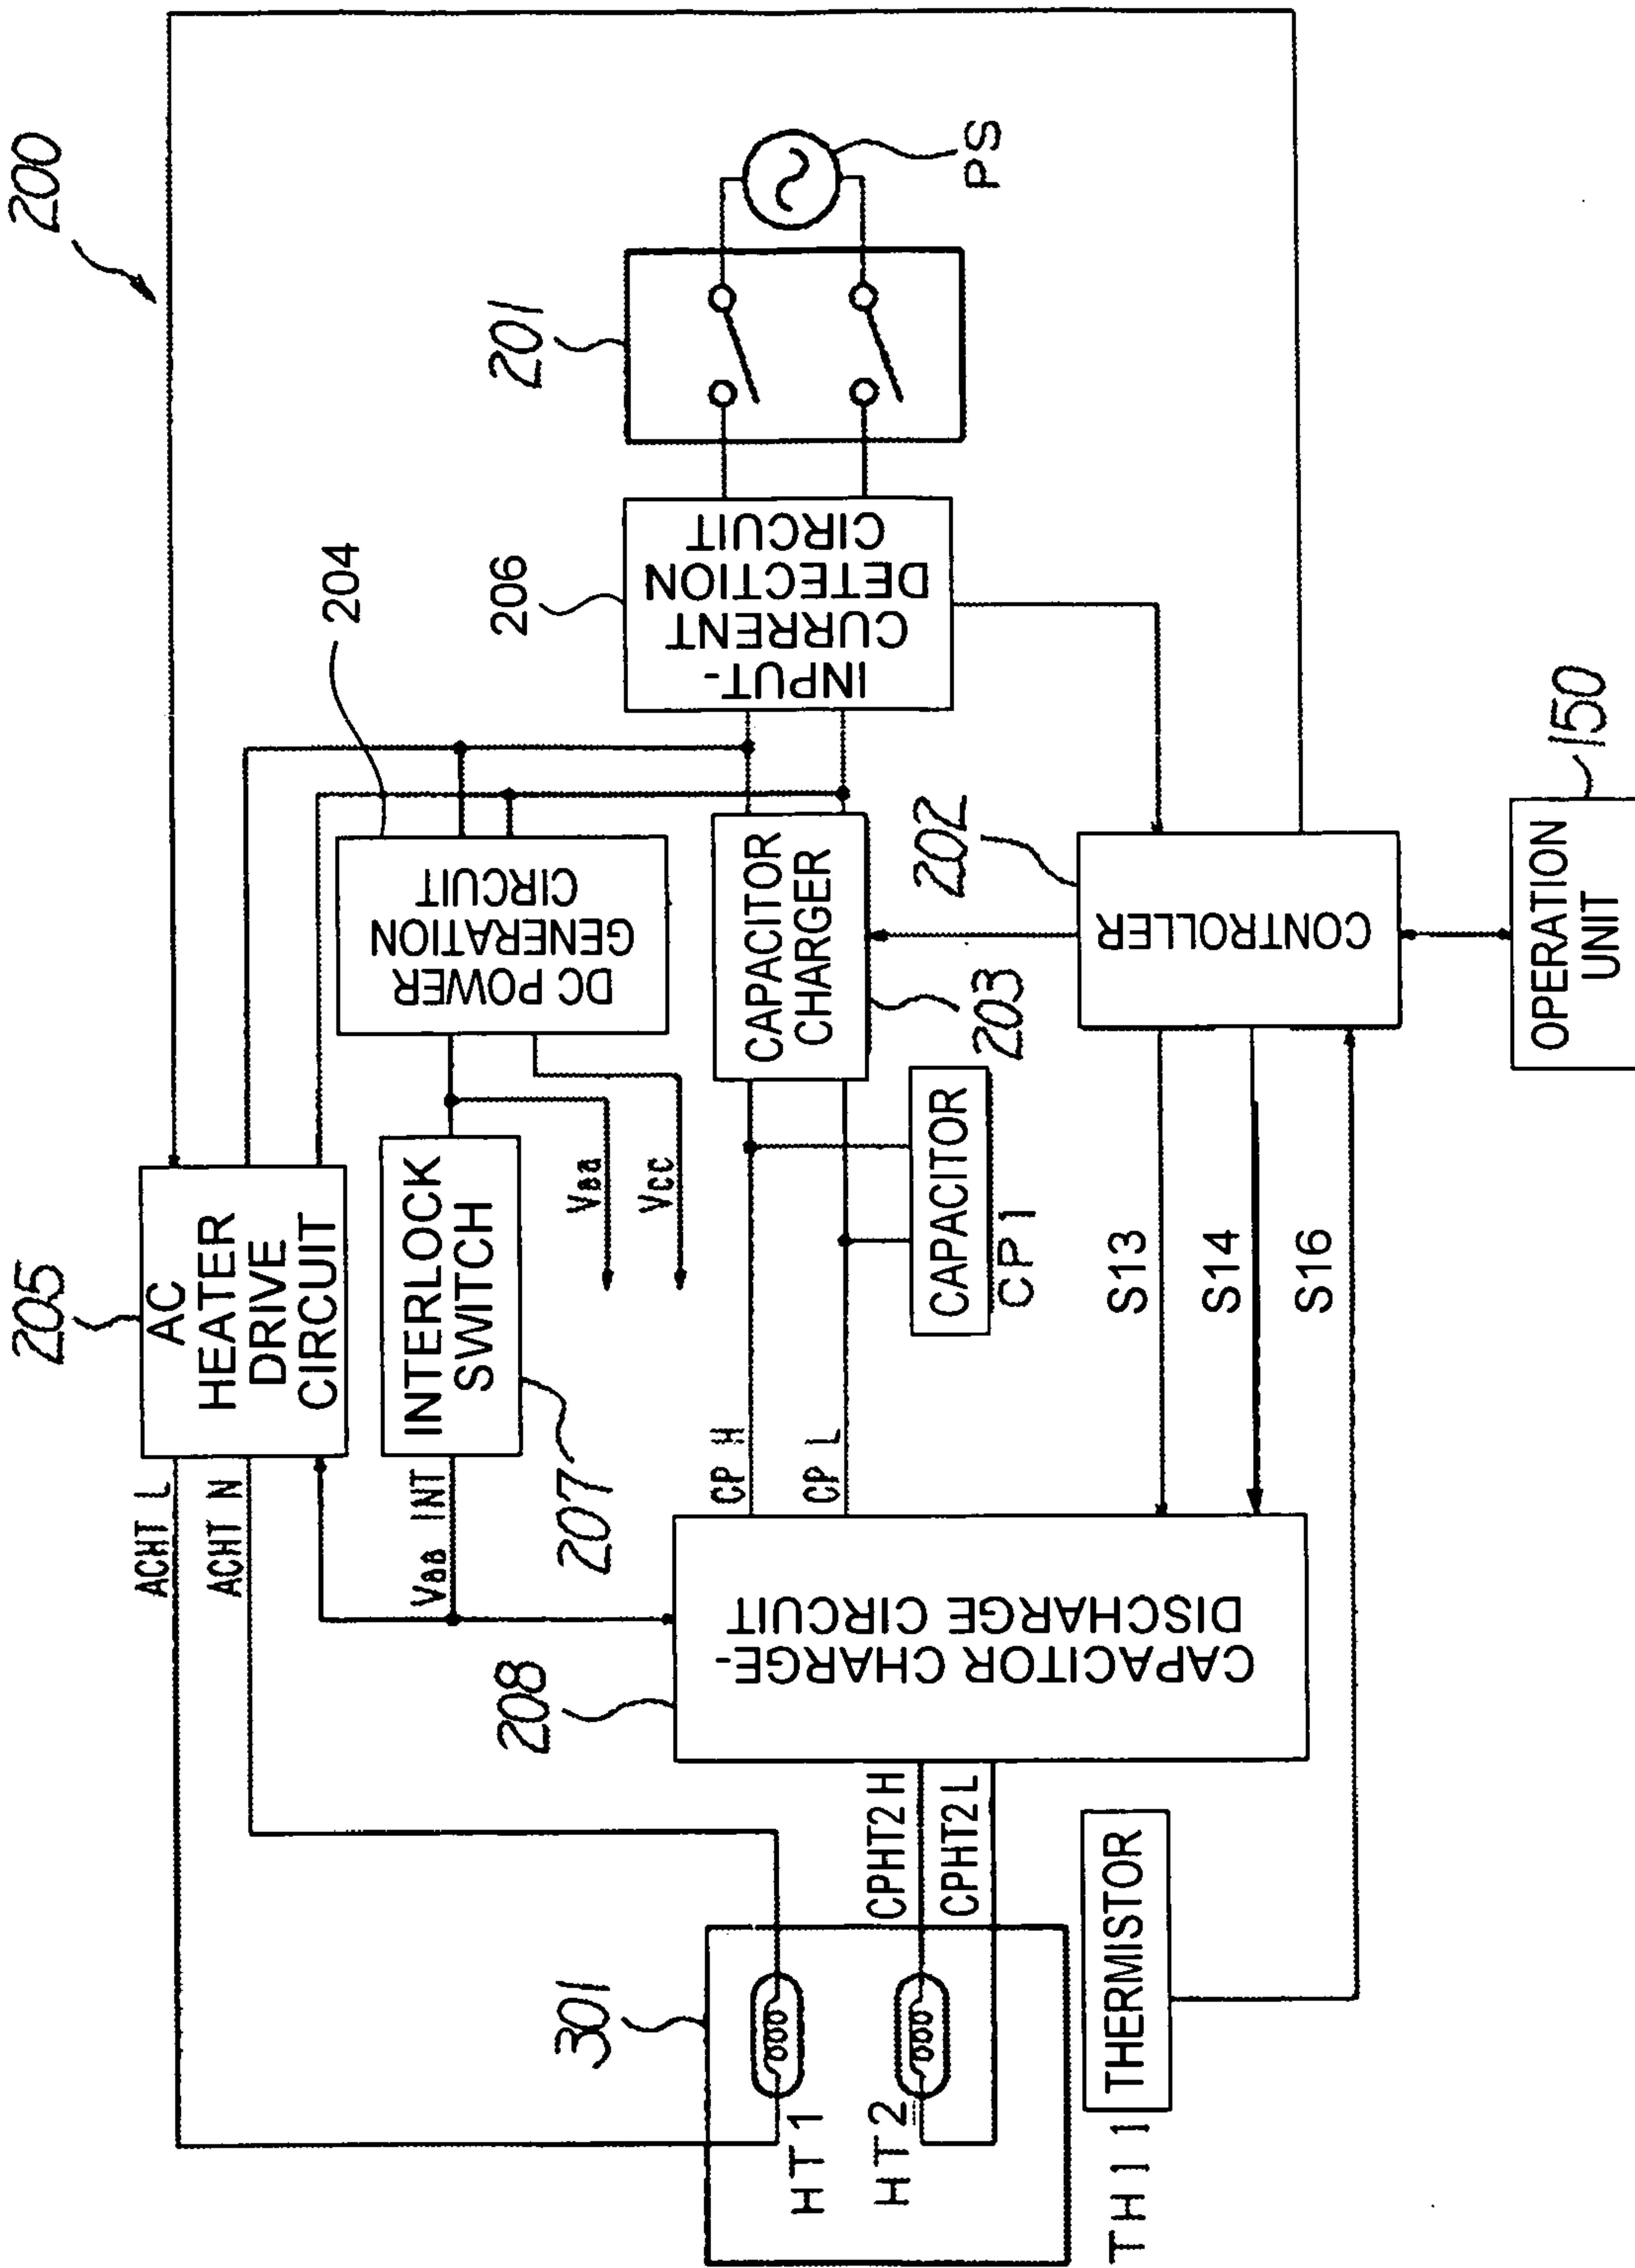 200
205
AC
HEATER
DRIVE
CIRCUIT
ACHT L
ACHT N
204
DC POWER
GENERATION
CIRCUIT
INTERLOCK
SWITCH
207
Vaa INT
Vaa
Vcc
201
PS
206
INPUT-
CURRENT
DETECTION
CIRCUIT
CAPACITOR
CHARGER
203
CP H
CP L
CAPACITOR
CP1
208
CAPACITOR CHARGE-
DISCHARGE CIRCUIT
301
HT1
HT2
CPHT2 H
CPHT2 L
202
CONTROLLER
S13
S14
S16
THERMISTOR
TH11
OPERATION
UNIT
150